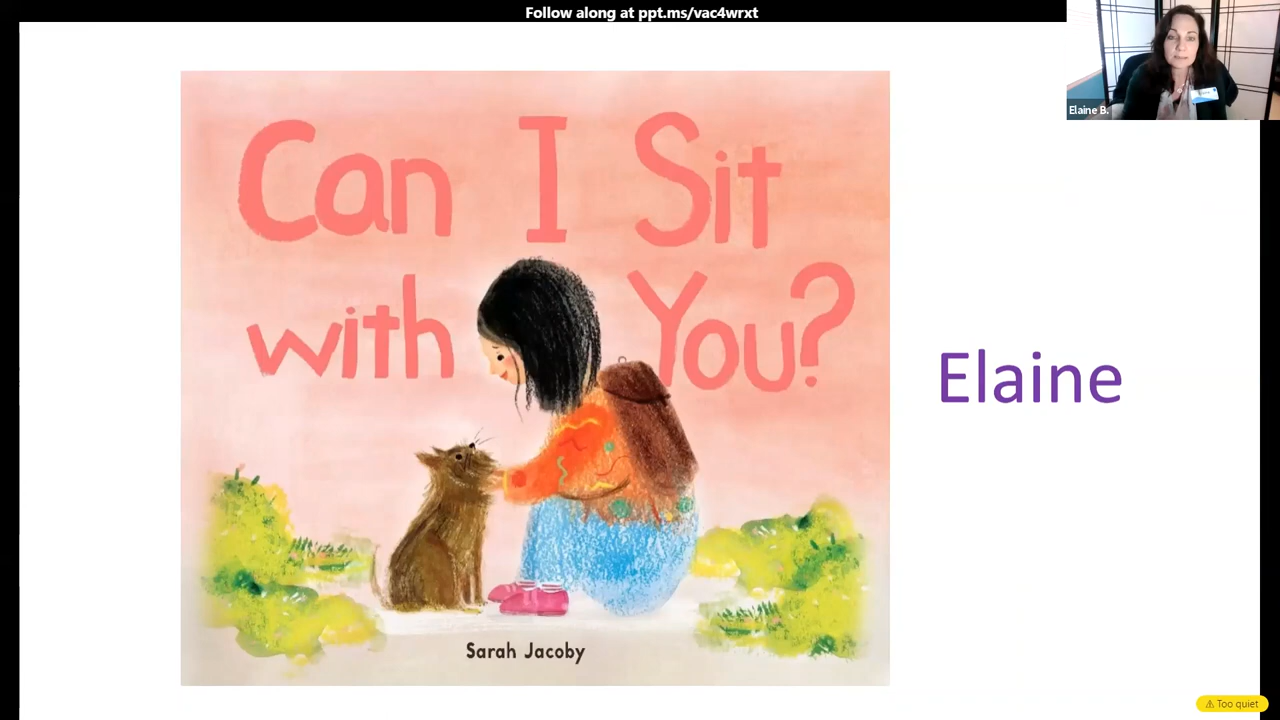 Follow along at ppt.ms/vac4wrxt
Elaine B.
Can I Sit
with You?
Elaine
Sarah Jacoby
Too quiet